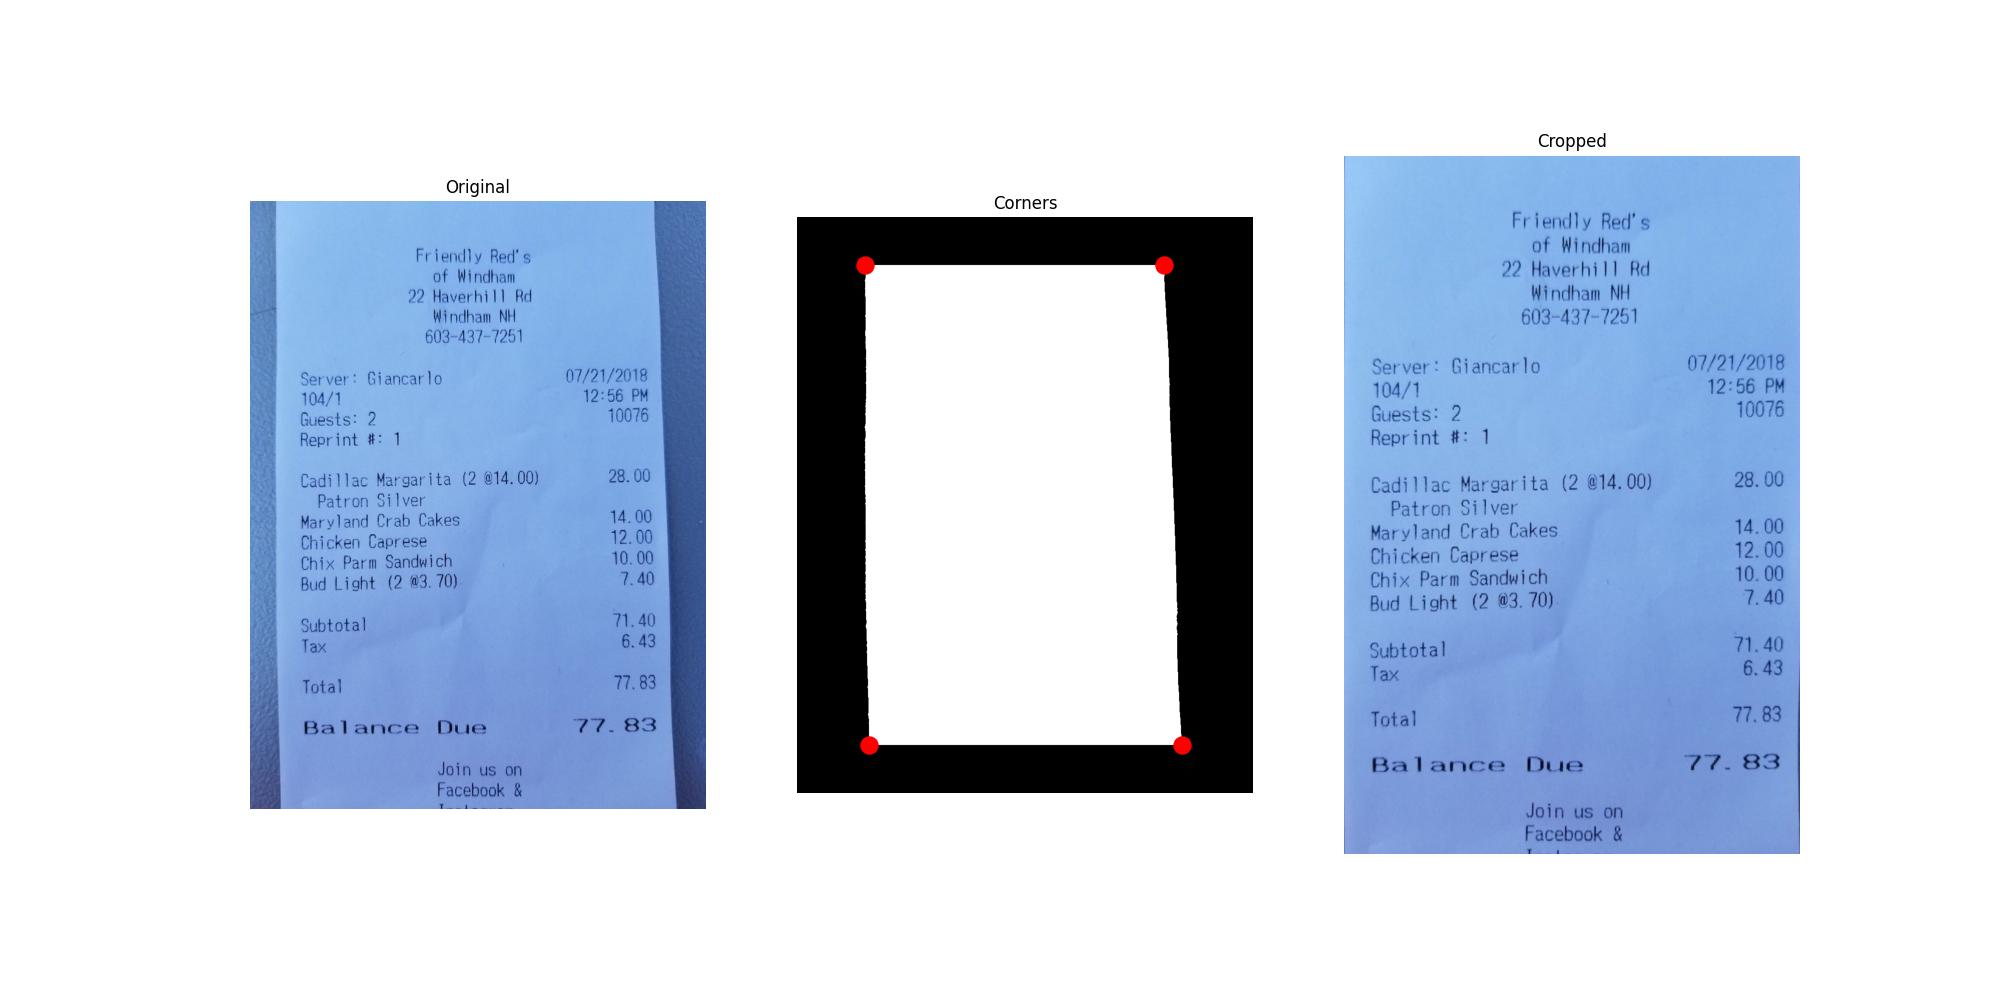 Original
Friendly Red's
of Windham
22 Haverhill Rd
Windham NH
603-437-7251
Server: Giancarlo 07/21/2018
104/1 12:56 PM
Guests: 2 10076
Reprint #: 1
Cadillac Margarita (2 @14.00) 28.00
Patron Silver
Maryland Crab Cakes 14.00
Chicken Caprese 12.00
Chix Parm Sandwich 10.00
Bud Light (2 @3.70) 7.40
Subtotal 71.40
Tax 6.43
Total 77.83
Balance Due 77.83
Join us on
Facebook &
Corners
Cropped
Friendly Red's
of Windham
22 Haverhill Rd
Windham NH
603-437-7251
Server: Giancarlo 07/21/2018
104/1 12:56 PM
Guests: 2 10076
Reprint #: 1
Cadillac Margarita (2 @14.00) 28.00
Patron Silver
Maryland Crab Cakes 14.00
Chicken Caprese 12.00
Chix Parm Sandwich 10.00
Bud Light (2 @3.70) 7.40
Subtotal 71.40
Tax 6.43
Total 77.83
Balance Due 77.83
Join us on
Facebook &